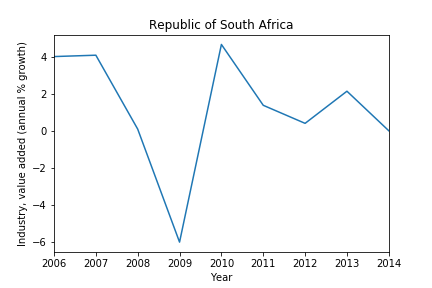 Republic of South Africa
Industry, value added (annual % growth)
4
2
0
−2
−4
−6
2006 2007 2008 2009 2010 2011 2012 2013 2014
Year